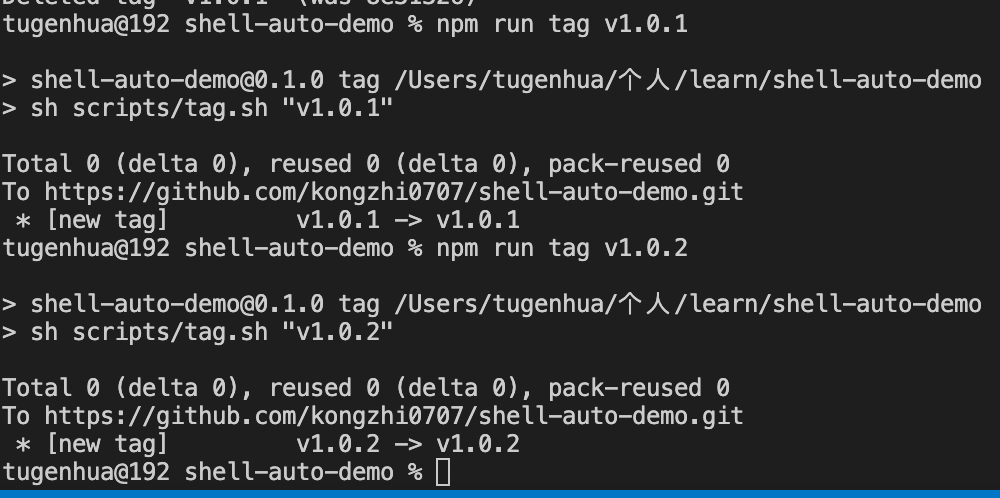 tugenhua@192 shell-auto-demo % npm run tag v1.0.1
> shell-auto-demo@0.1.0 tag /Users/tugenhua/个人/learn/shell-auto-demo
> sh scripts/tag.sh "v1.0.1"
Total 0 (delta 0), reused 0 (delta 0), pack-reused 0
To https://github.com/kongzhi0707/shell-auto-demo.git
 * [new tag]         v1.0.1 -> v1.0.1
tugenhua@192 shell-auto-demo % npm run tag v1.0.2
> shell-auto-demo@0.1.0 tag /Users/tugenhua/个人/learn/shell-auto-demo
> sh scripts/tag.sh "v1.0.2"
Total 0 (delta 0), reused 0 (delta 0), pack-reused 0
To https://github.com/kongzhi0707/shell-auto-demo.git
 * [new tag]         v1.0.2 -> v1.0.2
tugenhua@192 shell-auto-demo %